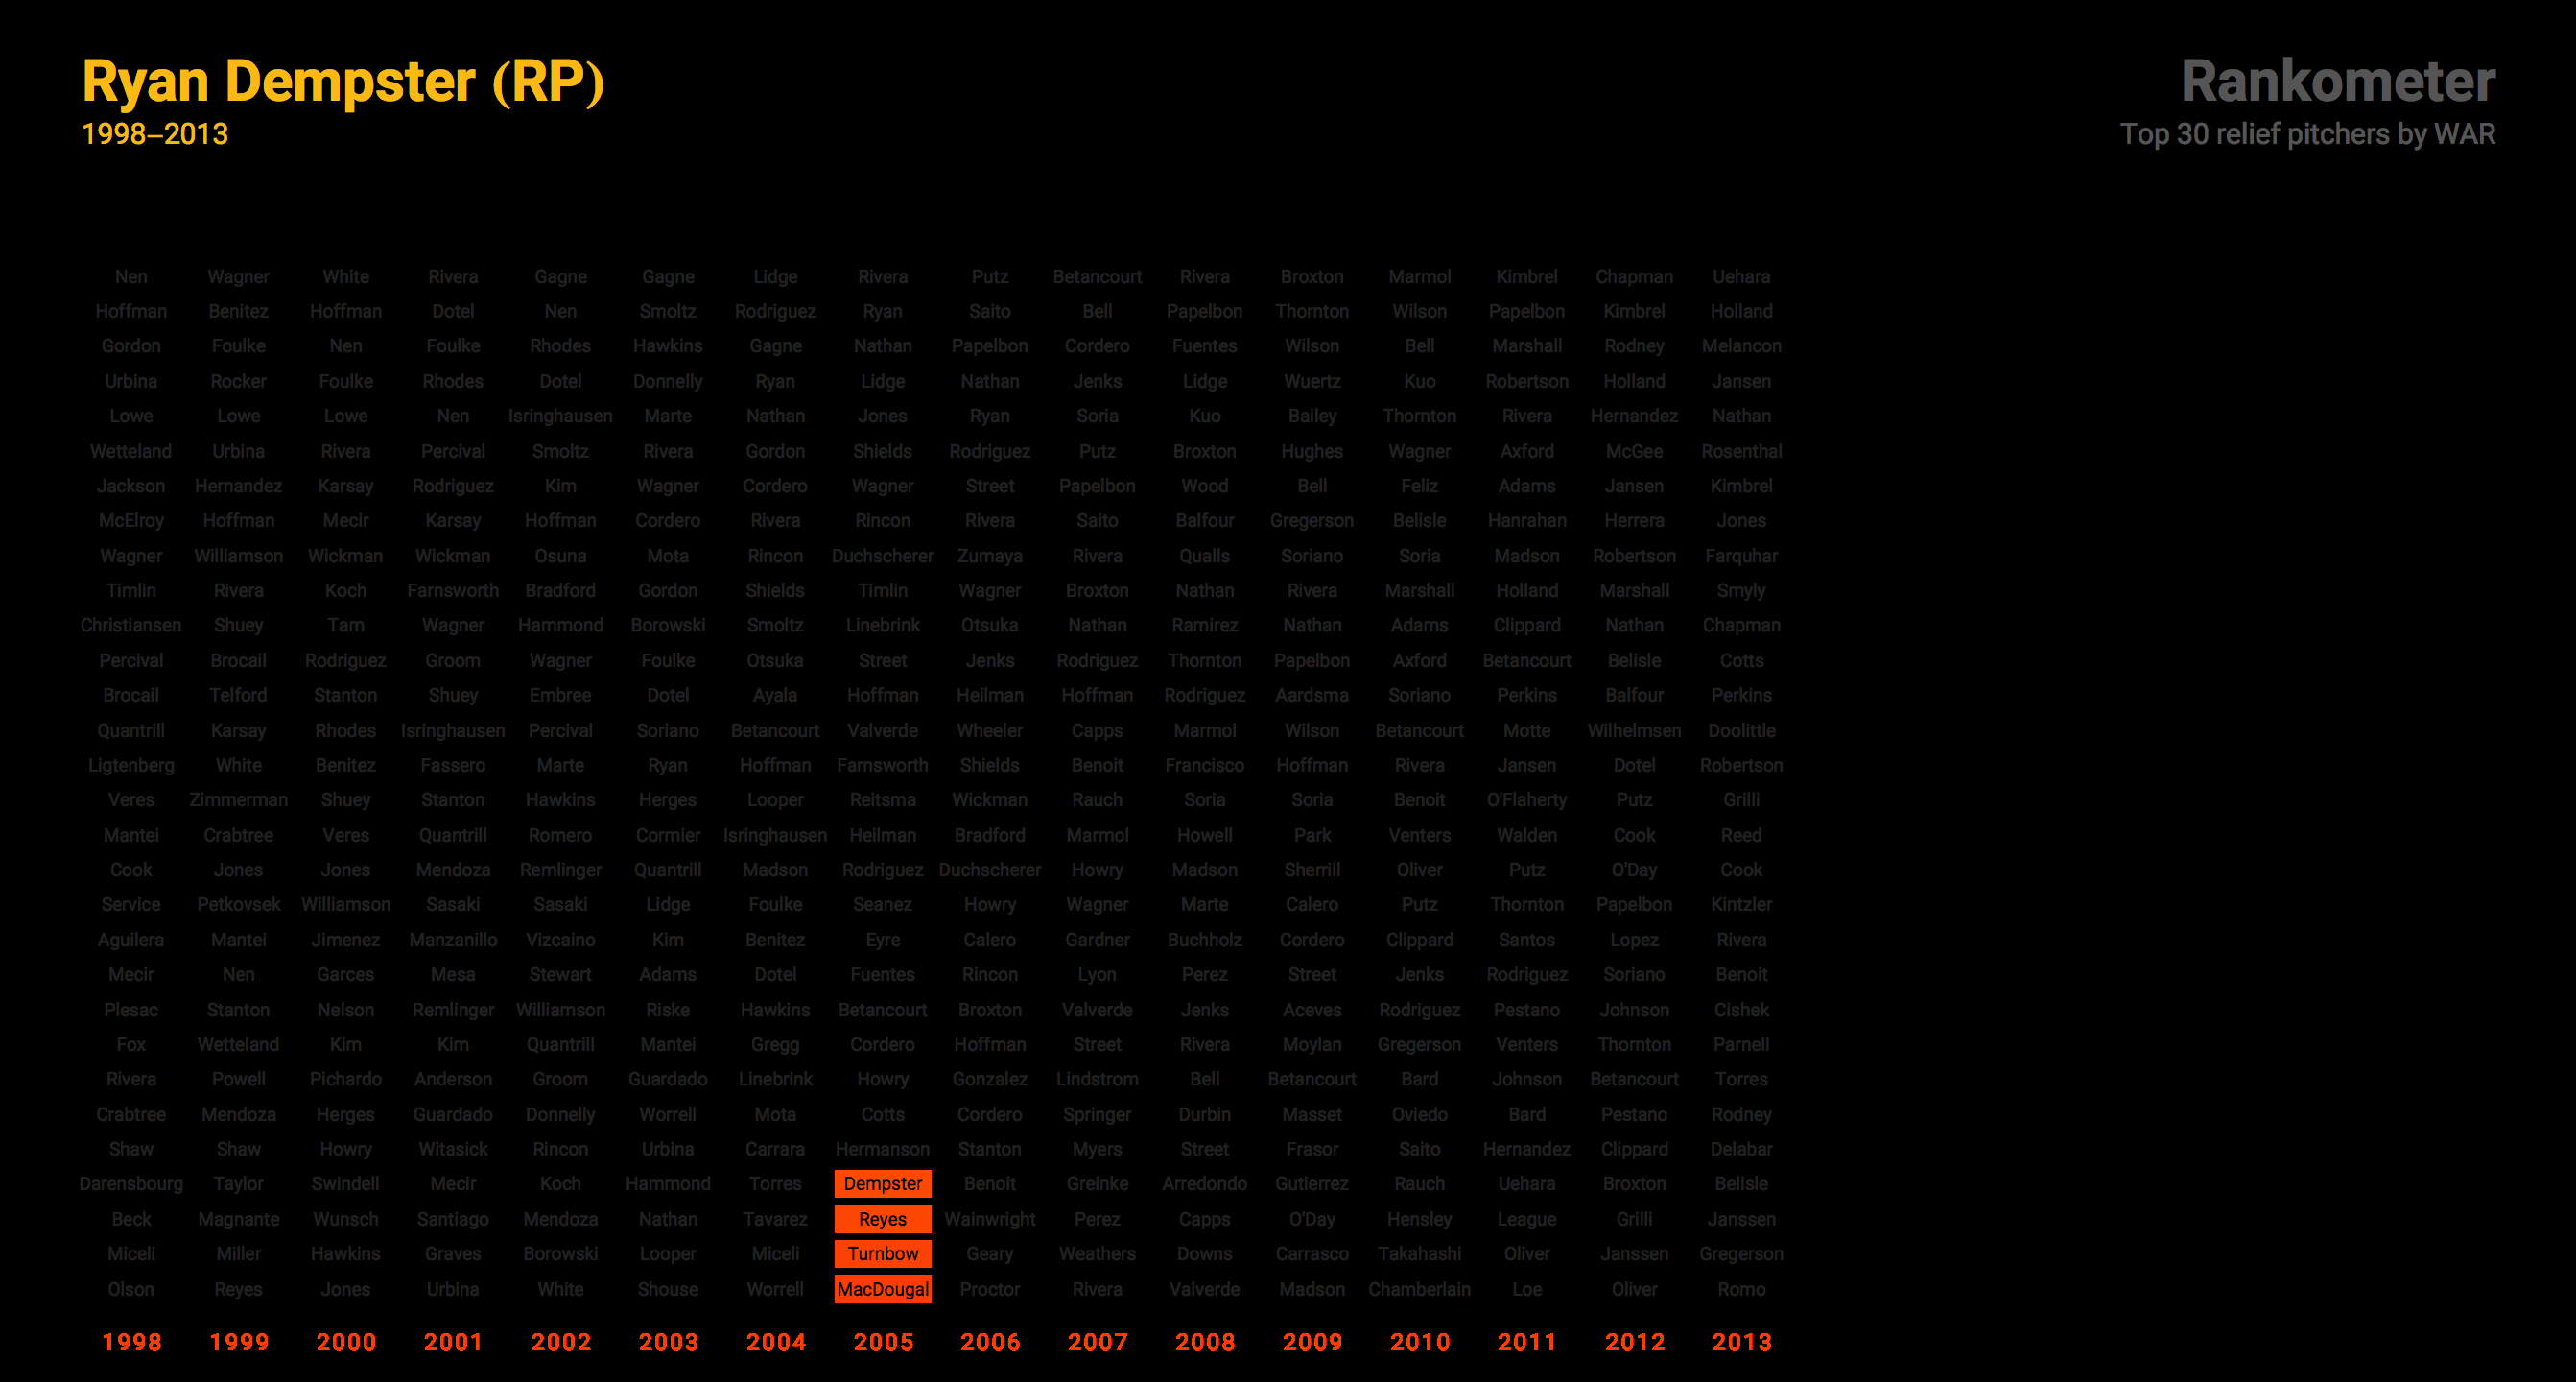 Ryan Dempster (RP)
1998–2013
Rankometer
Top 30 relief pitchers by WAR
Nen Wagner White Rivera Gagne Gagne Lidge Rivera Putz Betancourt Rivera Broxton Marmol Kimbrel Chapman Uehara
Hoffman Benitez Hoffman Dotel Nen Smoltz Rodriguez Ryan Saito Bell Papelbon Thornton Wilson Papelbon Kimbrel Holland
Gordon Foulke Nen Foulke Rhodes Hawkins Gagne Nathan Papelbon Cordero Fuentes Wilson Bell Marshall Rodney Melancon
Urbina Rocker Foulke Rhodes Dotel Donnelly Ryan Lidge Nathan Jenks Lidge Wuertz Kuo Robertson Holland Jansen
Lowe Lowe Lowe Nen Isringhausen Marte Nathan Jones Ryan Soria Kuo Bailey Thornton Rivera Hernandez Nathan
Wetteland Urbina Rivera Percival Smoltz Rivera Gordon Shields Rodriguez Putz Broxton Hughes Wagner Axford McGee Rosenthal
Jackson Hernandez Karsay Rodriguez Kim Wagner Cordero Wagner Street Papelbon Wood Bell Feliz Adams Jansen Kimbrel
McElroy Hoffman Mecir Karsay Hoffman Cordero Rivera Rincon Rivera Saito Balfour Gregerson Belisle Hanrahan Herrera Jones
Wagner Williamson Wickman Wickman Osuna Mota Rincon Duchscherer Zumaya Rivera Qualls Soriano Soria Madson Robertson Farquhar
Timlin Rivera Koch Farnsworth Bradford Gordon Shields Timlin Wagner Broxton Nathan Rivera Marshall Holland Marshall Smyly
Christiansen Shuey Tam Wagner Hammond Borowski Smoltz Linebrink Otsuka Nathan Ramirez Nathan Adams Clippard Nathan Chapman
Percival Brocail Rodriguez Groom Wagner Foulke Otsuka Street Jenks Rodriguez Thornton Papelbon Axford Betancourt Belisle Cotts
Brocail Telford Stanton Shuey Embree Dotel Ayala Hoffman Heilman Hoffman Rodriguez Aardsma Soriano Perkins Balfour Perkins
Quantrill Karsay Rhodes Isringhausen Percival Soriano Betancourt Valverde Wheeler Capps Marmol Wilson Betancourt Motte Wilhelmsen Doolittle
Ligtenberg White Benitez Fassero Marte Ryan Hoffman Farnsworth Shields Benoit Francisco Hoffman Rivera Jansen Dotel Robertson
Veres Zimmerman Shuey Stanton Hawkins Herges Looper Reitsma Wickman Rauch Soria Soria Benoit O'Flaherty Putz Grilli
Mantei Crabtree Veres Quantrill Romero Cormier Isringhausen Heilman Bradford Marmol Howell Park Venters Walden Cook Reed
Cook Jones Jones Mendoza Remlinger Quantrill Madson Rodriguez Duchscherer Howry Madson Sherrill Oliver Putz O'Day Cook
Service Petkovsek Williamson Sasaki Sasaki Lidge Foulke Seanez Howry Wagner Marte Calero Putz Thornton Papelbon Kintzler
Aguilera Mantei Jimenez Manzanillo Vizcaino Kim Benitez Eyre Calero Gardner Buchholz Cordero Clippard Santos Lopez Rivera
Mecir Nen Garces Mesa Stewart Adams Dotel Fuentes Rincon Lyon Perez Street Jenks Rodriguez Soriano Benoit
Plesac Stanton Nelson Remlinger Williamson Riske Hawkins Betancourt Broxton Valverde Jenks Aceves Rodriguez Pestano Johnson Cishek
Fox Wetteland Kim Kim Quantrill Mantei Gregg Cordero Hoffman Street Rivera Moylan Gregerson Venters Thornton Parnell
Rivera Powell Pichardo Anderson Groom Guardado Linebrink Howry Gonzalez Lindstrom Bell Betancourt Bard Johnson Betancourt Torres
Crabtree Mendoza Herges Guardado Donnelly Worrell Mota Cotts Cordero Springer Durbin Masset Oviedo Bard Pestano Rodney
Shaw Shaw Howry Witasick Rincon Urbina Carrara Hermanson Stanton Myers Street Frasor Saito Hernandez Clippard Delabar
Darensbourg Taylor Swindell Mecir Koch Hammond Torres Dempster Benoit Greinke Arredondo Gutierrez Rauch Uehara Broxton Belisle
Beck Magnante Wunsch Santiago Mendoza Nathan Tavarez Reyes Wainwright Perez Capps O'Day Hensley League Grilli Janssen
Miceli Miller Hawkins Graves Borowski Looper Miceli Turnbow Geary Weathers Downs Carrasco Takahashi Oliver Janssen Gregerson
Olson Reyes Jones Urbina White Shouse Worrell MacDougal Proctor Rivera Valverde Madson Chamberlain Loe Oliver Romo
1998 1999 2000 2001 2002 2003 2004 2005 2006 2007 2008 2009 2010 2011 2012 2013